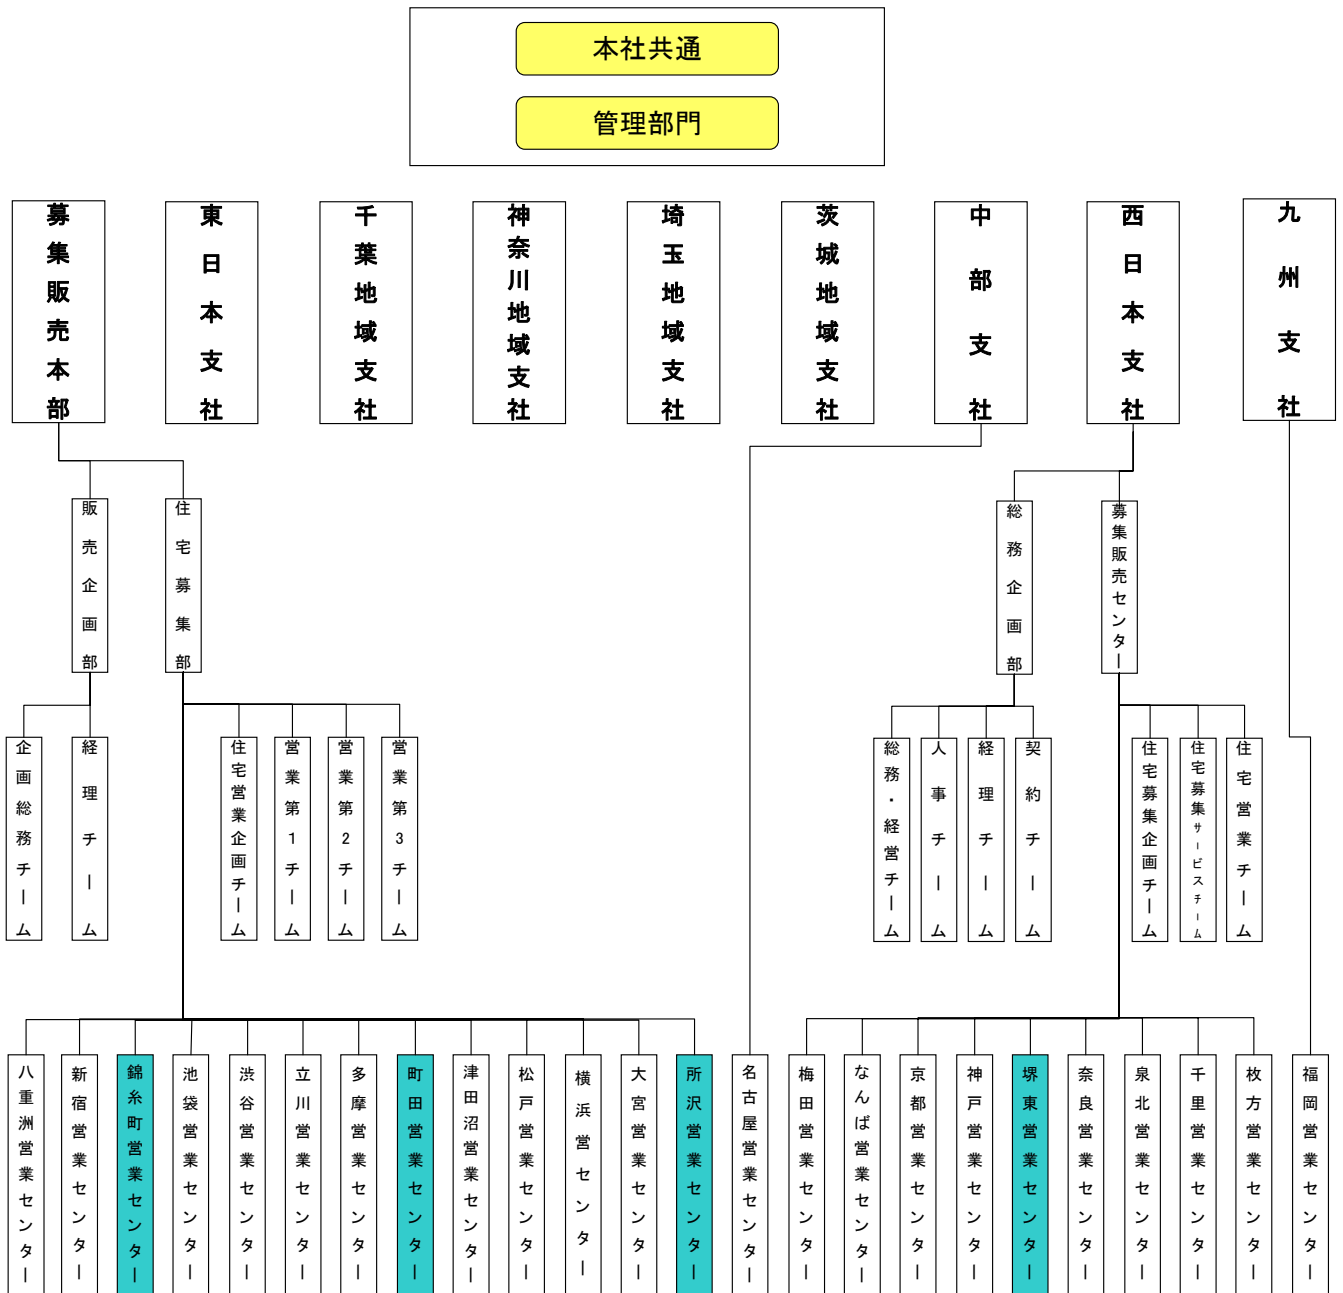 本社共通
管理部門
募集販売本部
東日本支社
千葉地域支社
神奈川地域支社
埼玉地域支社
茨城地域支社
中部支社
西日本支社
九州支社
販売企画部
住宅募集部
総務企画部
募集販売センター
企画総務チーム
経理チーム
住宅営業企画チーム
営業第1チーム
営業第2チーム
営業第3チーム
総務・経営チーム
人事チーム
経理チーム
契約チーム
住宅募集企画チーム
住宅募集サービスチーム
住宅営業チーム
八重洲営業センター
新宿営業センター
錦糸町営業センター
池袋営業センター
渋谷営業センター
立川営業センター
多摩営業センター
町田営業センター
津田沼営業センター
松戸営業センター
横浜営センター
大宮営業センター
所沢営業センター
名古屋営業センター
梅田営業センター
なんば営業センター
京都営業センター
神戸営業センター
堺東営業センター
奈良営業センター
泉北営業センター
千里営業センター
枚方営業センター
福岡営業センター